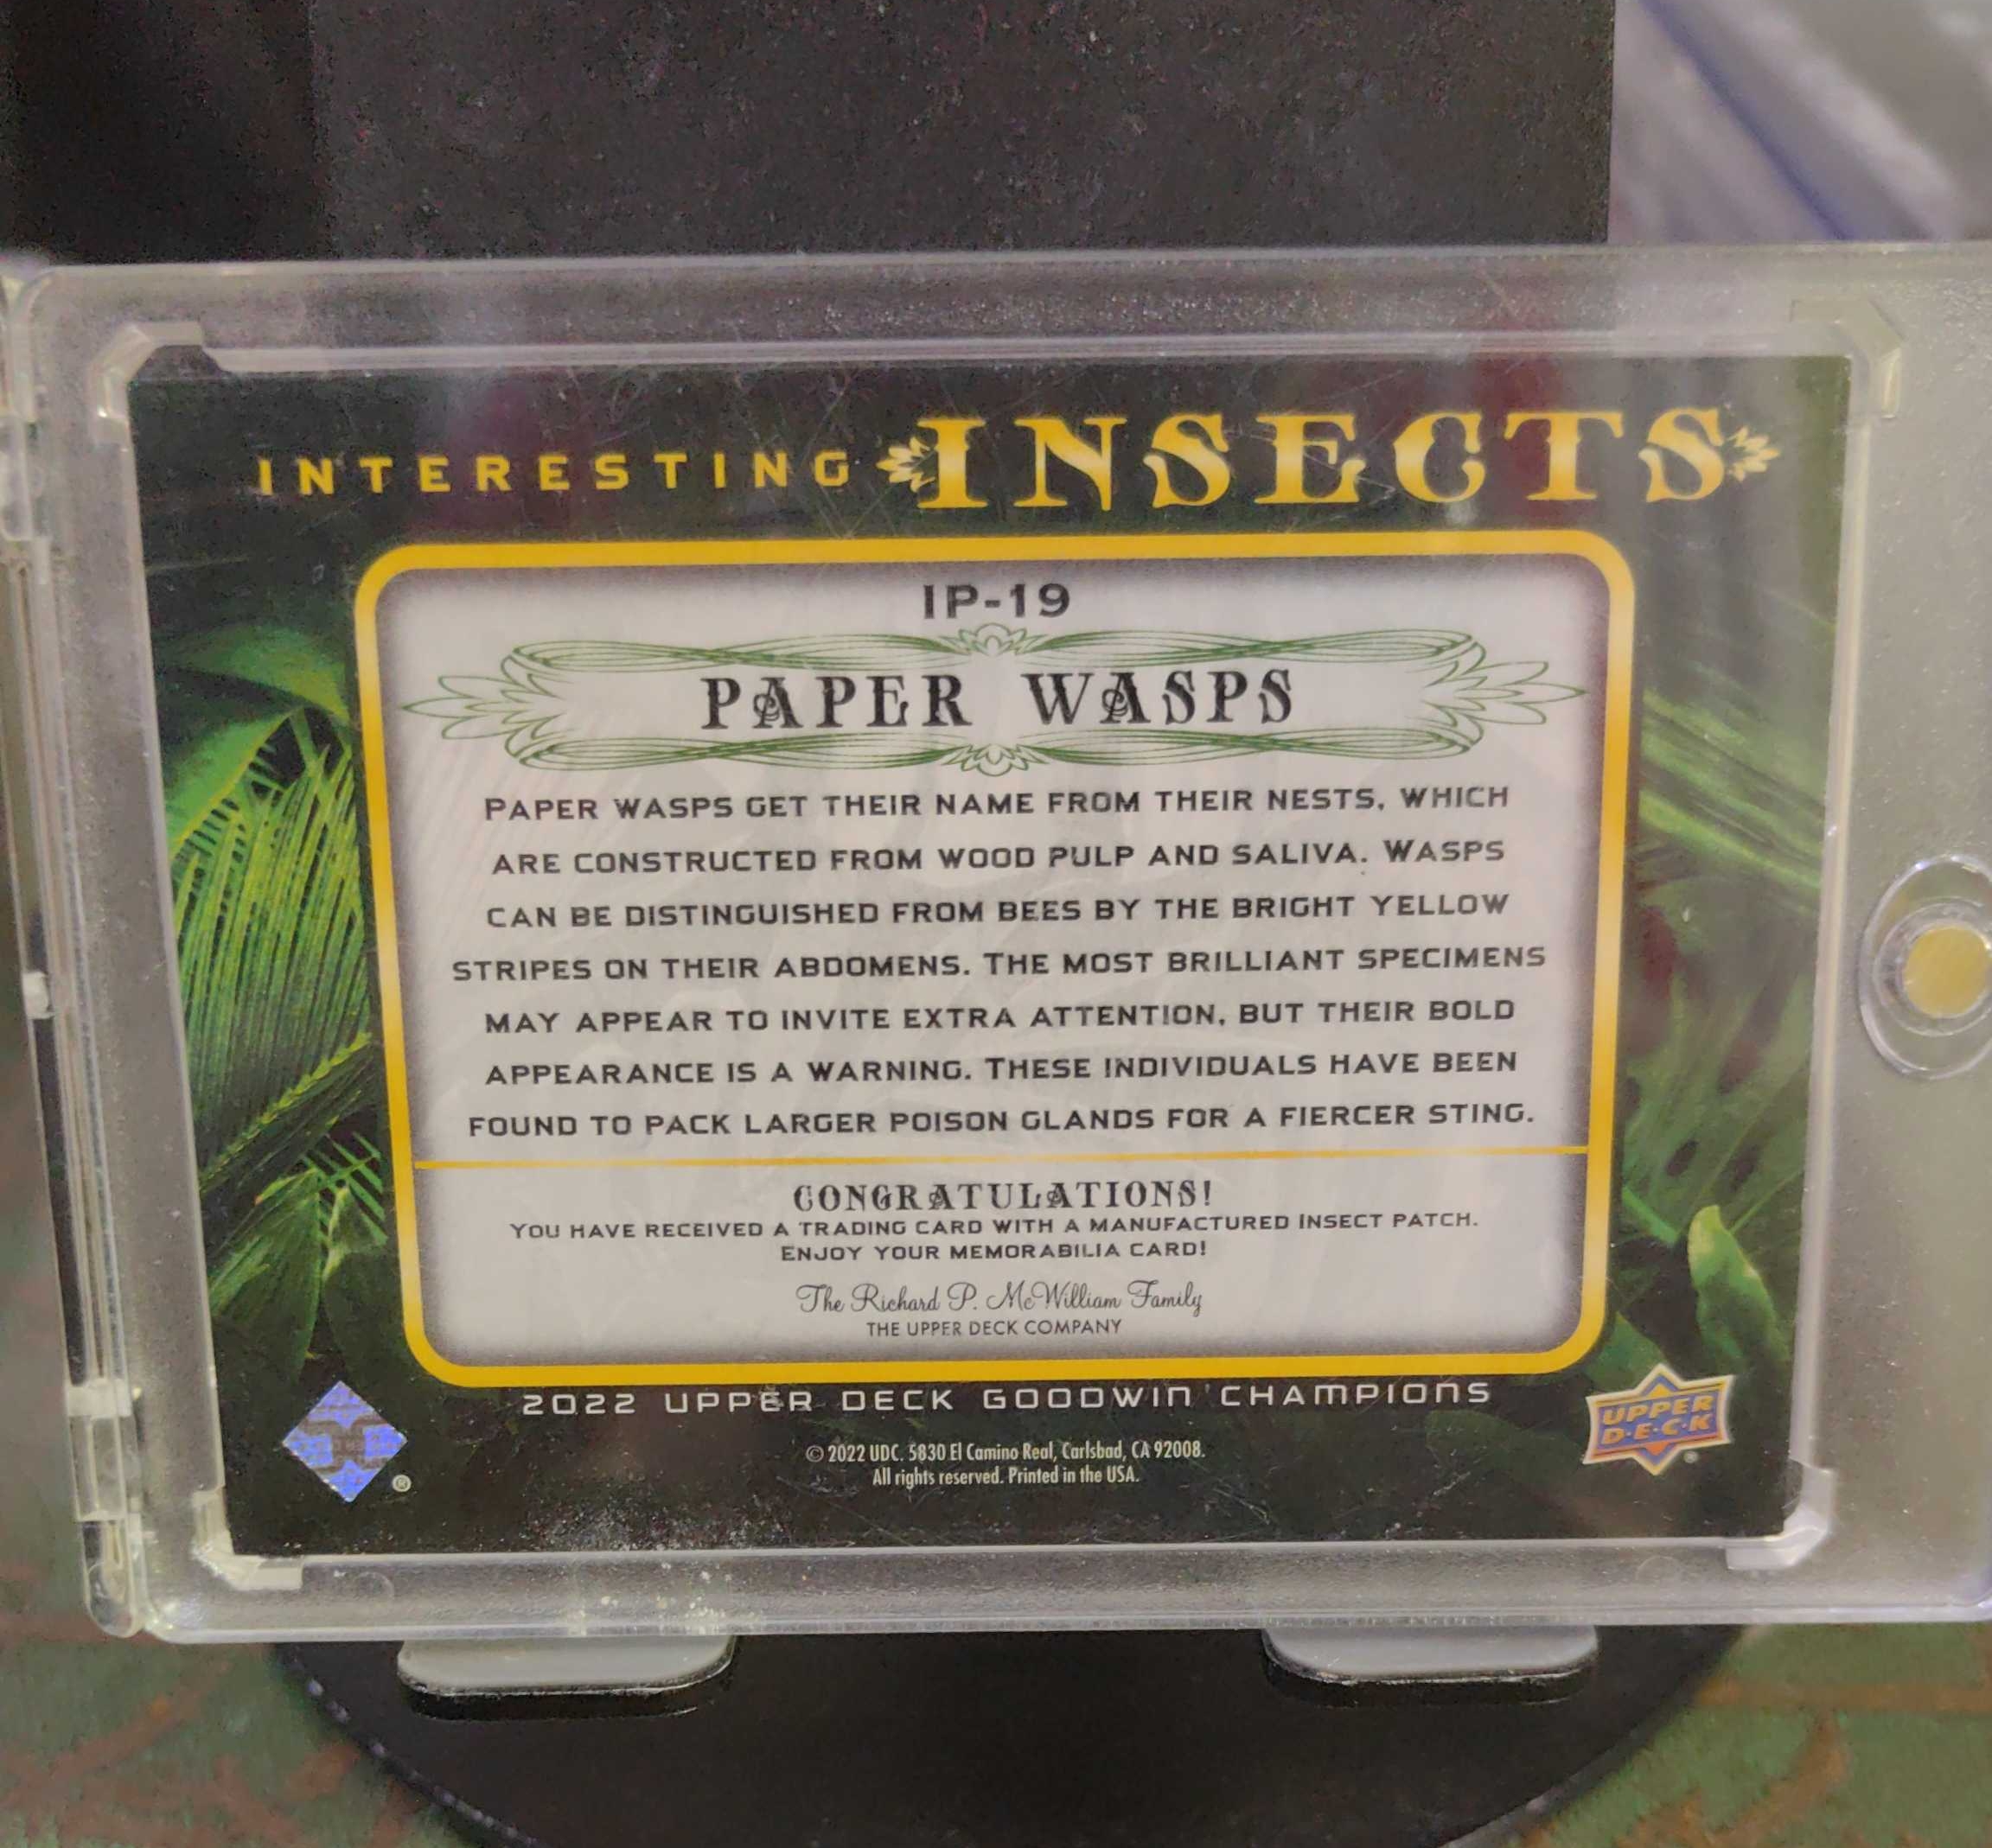 INTERESTING INSECTS
IP-19
PAPER WASPS
PAPER WASPS GET THEIR NAME FROM THEIR NESTS, WHICH
ARE CONSTRUCTED FROM WOOD PULP AND SALIVA. WASPS
CAN BE DISTINGUISHED FROM BEES BY THE BRIGHT YELLOW
STRIPES ON THEIR ABDOMENS. THE MOST BRILLIANT SPECIMENS
MAY APPEAR TO INVITE EXTRA ATTENTION, BUT THEIR BOLD
APPEARANCE IS A WARNING. THESE INDIVIDUALS HAVE BEEN
FOUND TO PACK LARGER POISON GLANDS FOR A FIERCER STING.
CONGRATULATIONS!
YOU HAVE RECEIVED A TRADING CARD WITH A MANUFACTURED INSECT PATCH.
ENJOY YOUR MEMORABILIA CARD!
The Richard P. McWilliam Family
THE UPPER DECK COMPANY
2022 UPPER DECK GOODWIN CHAMPIONS
© 2022 UDC. 5830 El Camino Real, Carlsbad, CA 92008.
All rights reserved. Printed in the USA.
®
UPPER
D·E·C·K